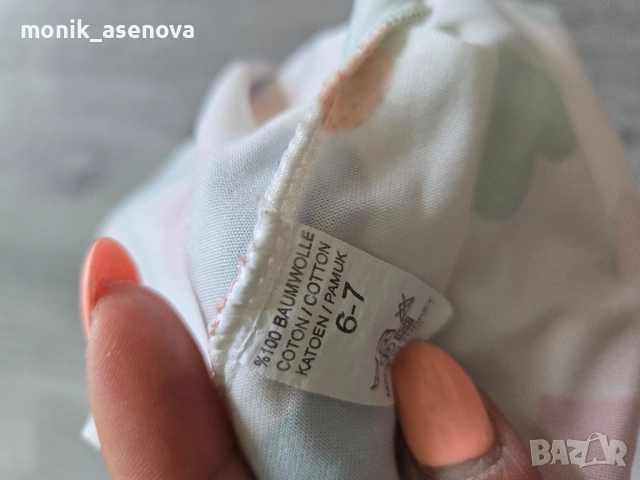 monik_asenova
%100 BAUMWOLLE
COTON / COTTON
KATOEN / PAMUK
6-7
BAZAR